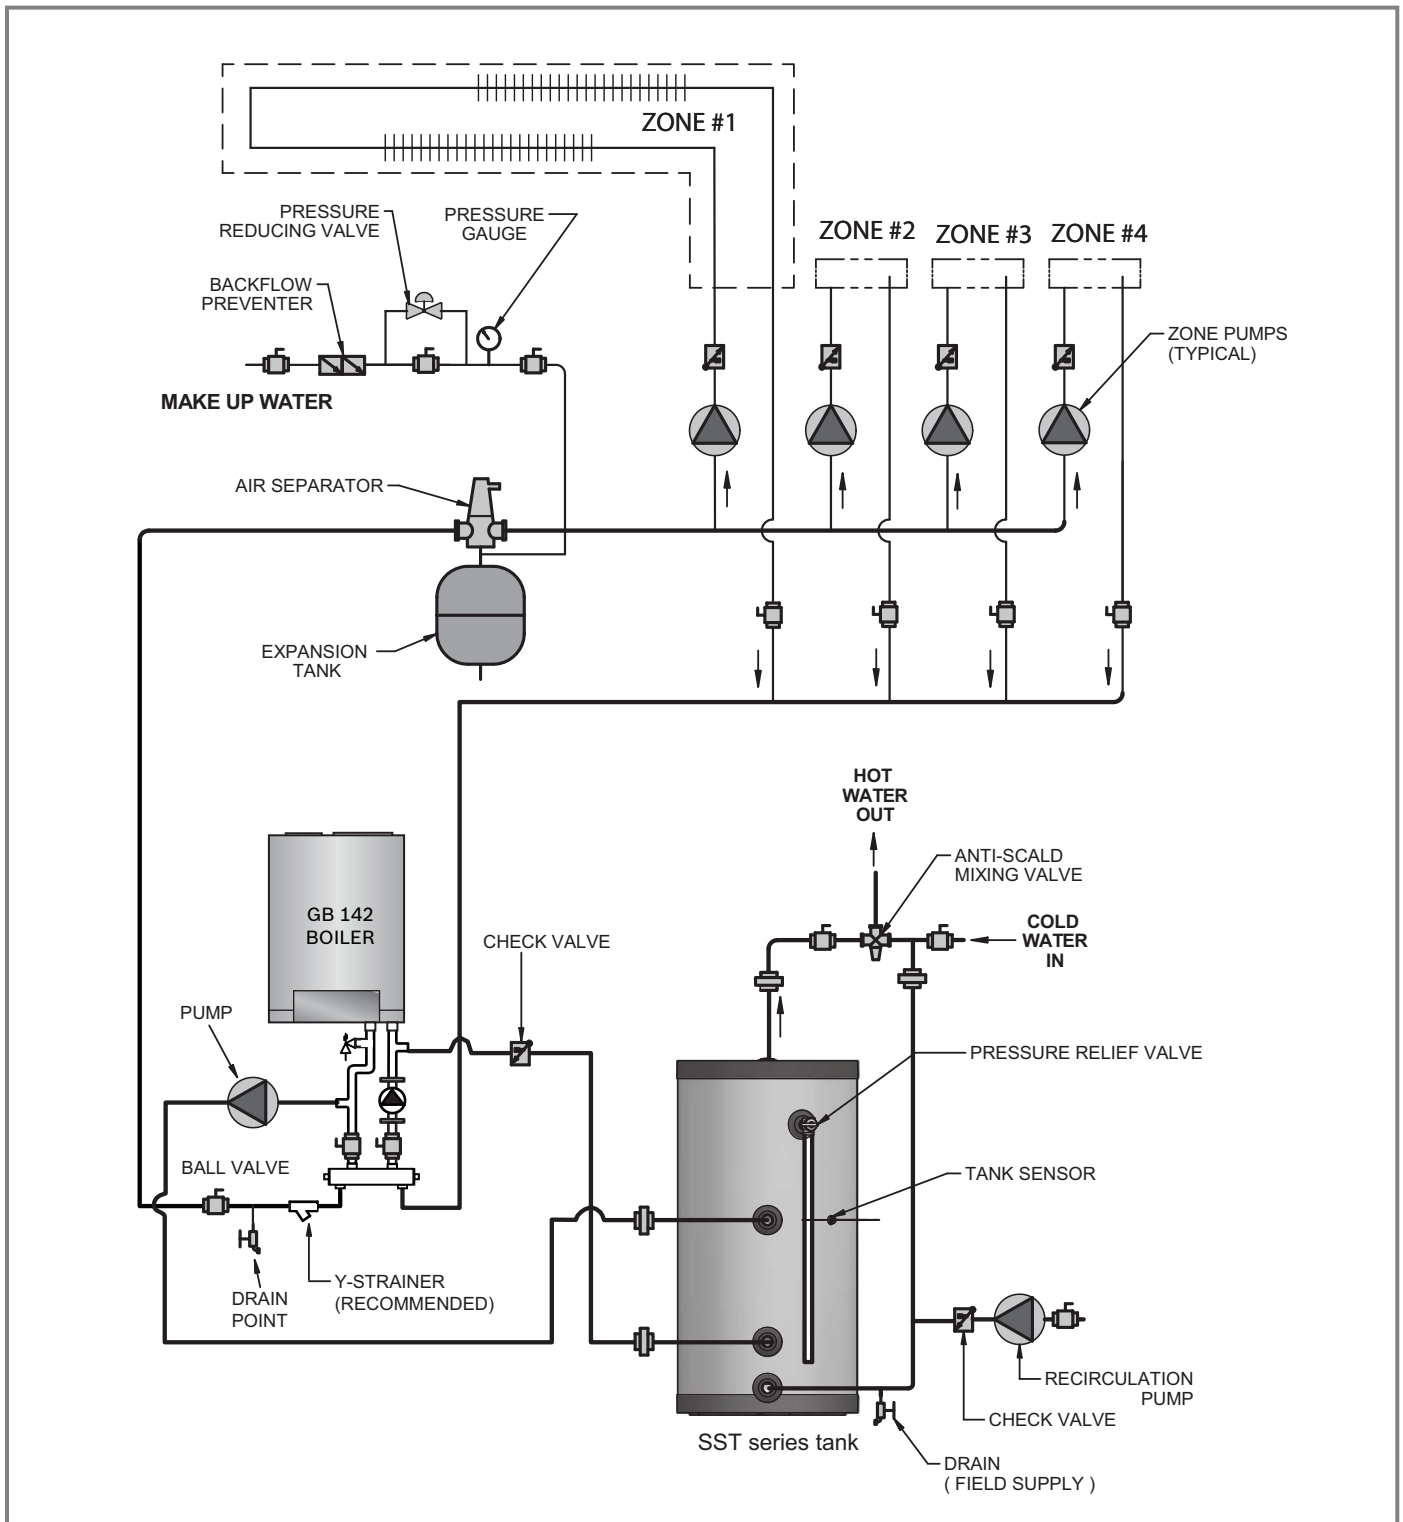 ZONE #1
PRESSURE
REDUCING VALVE
PRESSURE
GAUGE
ZONE #2
ZONE #3
ZONE #4
BACKFLOW
PREVENTER
ZONE PUMPS
(TYPICAL)
MAKE UP WATER
AIR SEPARATOR
EXPANSION
TANK
HOT
WATER
OUT
ANTI-SCALD
MIXING VALVE
GB 142
BOILER
CHECK VALVE
COLD
WATER
IN
PUMP
PRESSURE RELIEF VALVE
BALL VALVE
TANK SENSOR
Y-STRAINER
(RECOMMENDED)
DRAIN
POINT
RECIRCULATION
PUMP
CHECK VALVE
SST series tank
DRAIN
( FIELD SUPPLY )